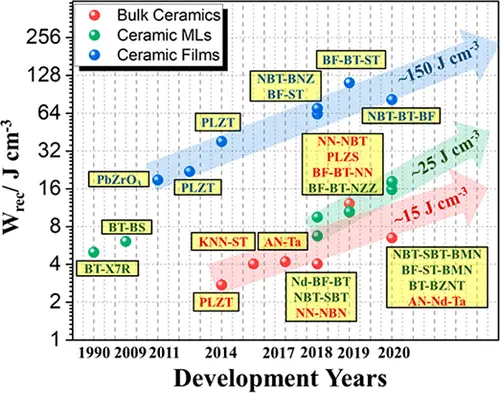 Bulk Ceramics
Ceramic MLs
Ceramic Films
W_rec / J cm⁻³
256
128
64
32
16
8
4
2
1
BF-BT-ST
NBT-BNZ
BF-ST
~150 J cm⁻³
PLZT
NBT-BT-BF
PbZrO₃
PLZT
NN-NBT
PLZS
BF-BT-NN
BF-BT-NZZ
~25 J cm⁻³
BT-BS
~15 J cm⁻³
KNN-ST
AN-Ta
BT-X7R
PLZT
Nd-BF-BT
NBT-SBT
NN-NBN
NBT-SBT-BMN
BF-ST-BMN
BT-BZNT
AN-Nd-Ta
1990 2009 2011 2014 2017 2018 2019 2020
Development Years